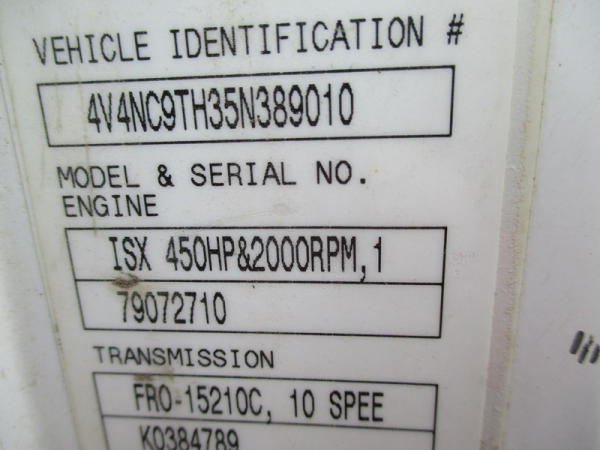 VEHICLE IDENTIFICATION #
4V4NC9TH35N389010
MODEL & SERIAL NO.
ENGINE
ISX 450HP&2000RPM,1
79072710
TRANSMISSION
FRO-15210C, 10 SPEE
K0384789